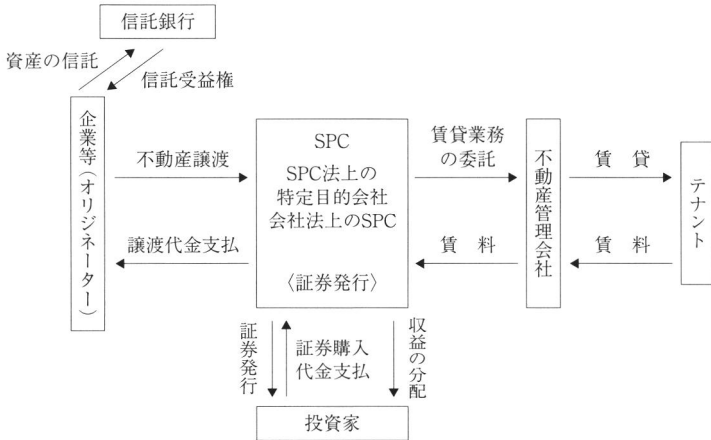 信託銀行
資産の信託
信託受益権
企業等(オリジネーター)
不動産譲渡
譲渡代金支払
SPC
SPC法上の
特定目的会社
会社法上のSPC
〈証券発行〉
賃貸業務
の委託
賃 料
不動産管理会社
賃 貸
賃 料
テナント
証券発行
証券購入
代金支払
収益の分配
投資家